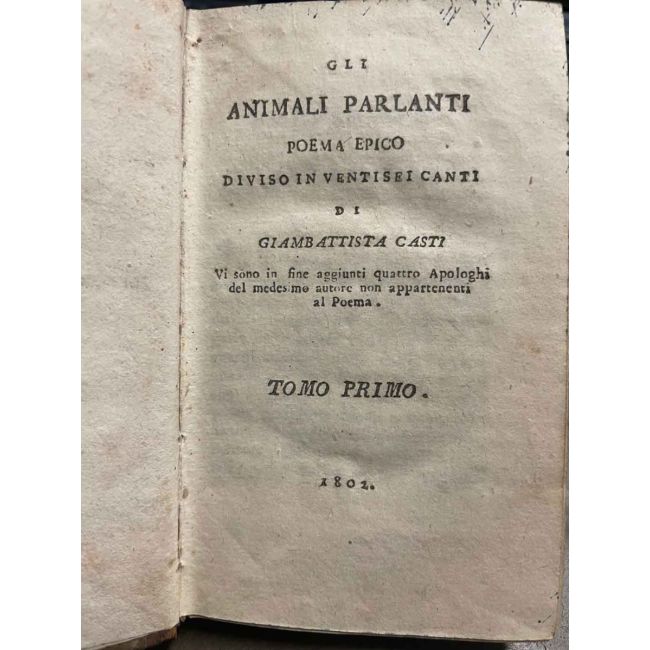 GLI
ANIMALI PARLANTI
POEMA EPICO
DIVISO IN VENTISEI CANTI
DI
GIAMBATTISTA CASTI
Vi sono in fine aggiunti quattro Apologhi
del medesimo autore non appartenenti
al Poema.
TOMO PRIMO.
1802.